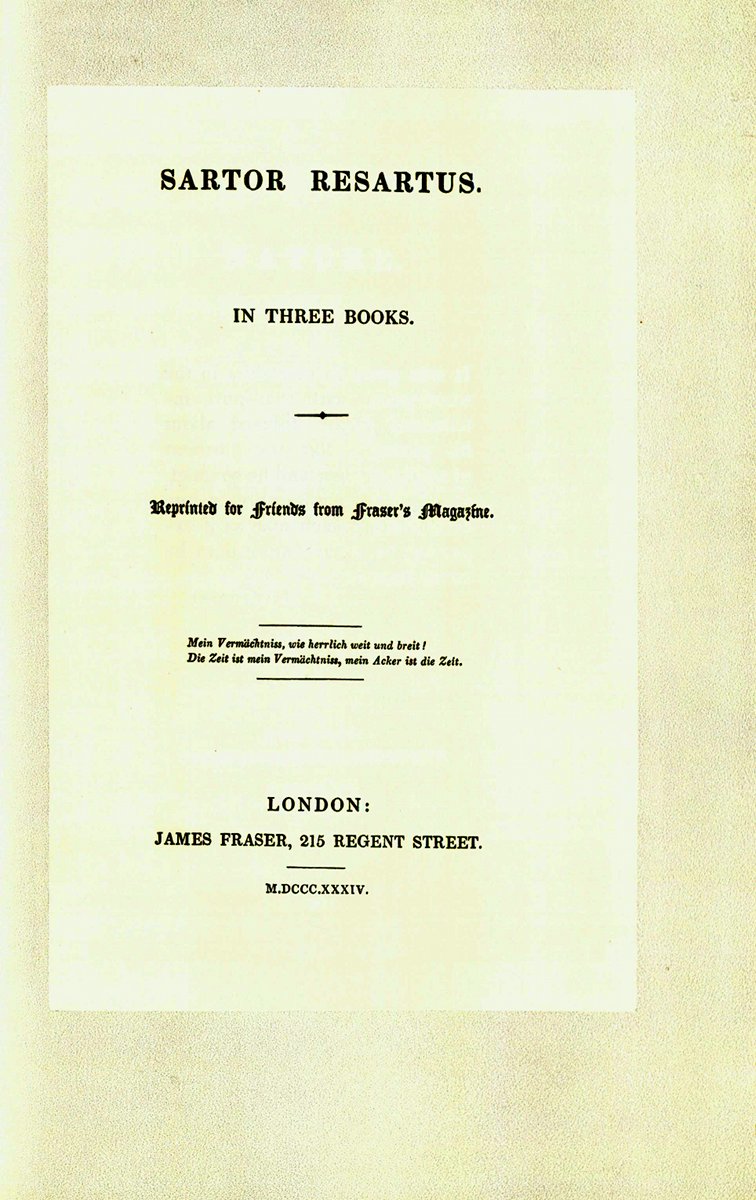 SARTOR RESARTUS.
IN THREE BOOKS.
Reprinted for Friends from Fraser's Magazine.
Mein Vermächtniss, wie herrlich weit und breit!
Die Zeit ist mein Vermächtniss, mein Acker ist die Zeit.
LONDON:
JAMES FRASER, 215 REGENT STREET.
M.DCCC.XXXIV.